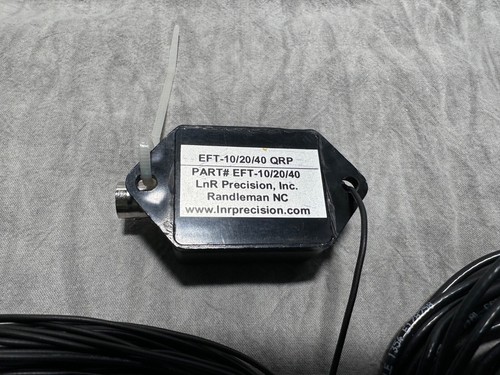 EFT-10/20/40 QRP
PART# EFT-10/20/40
LnR Precision, Inc.
Randleman NC
www.lnrprecision.com